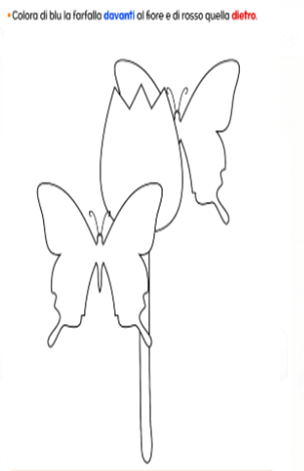 • Colora di blu la farfalla davanti al fiore e di rosso quella dietro.